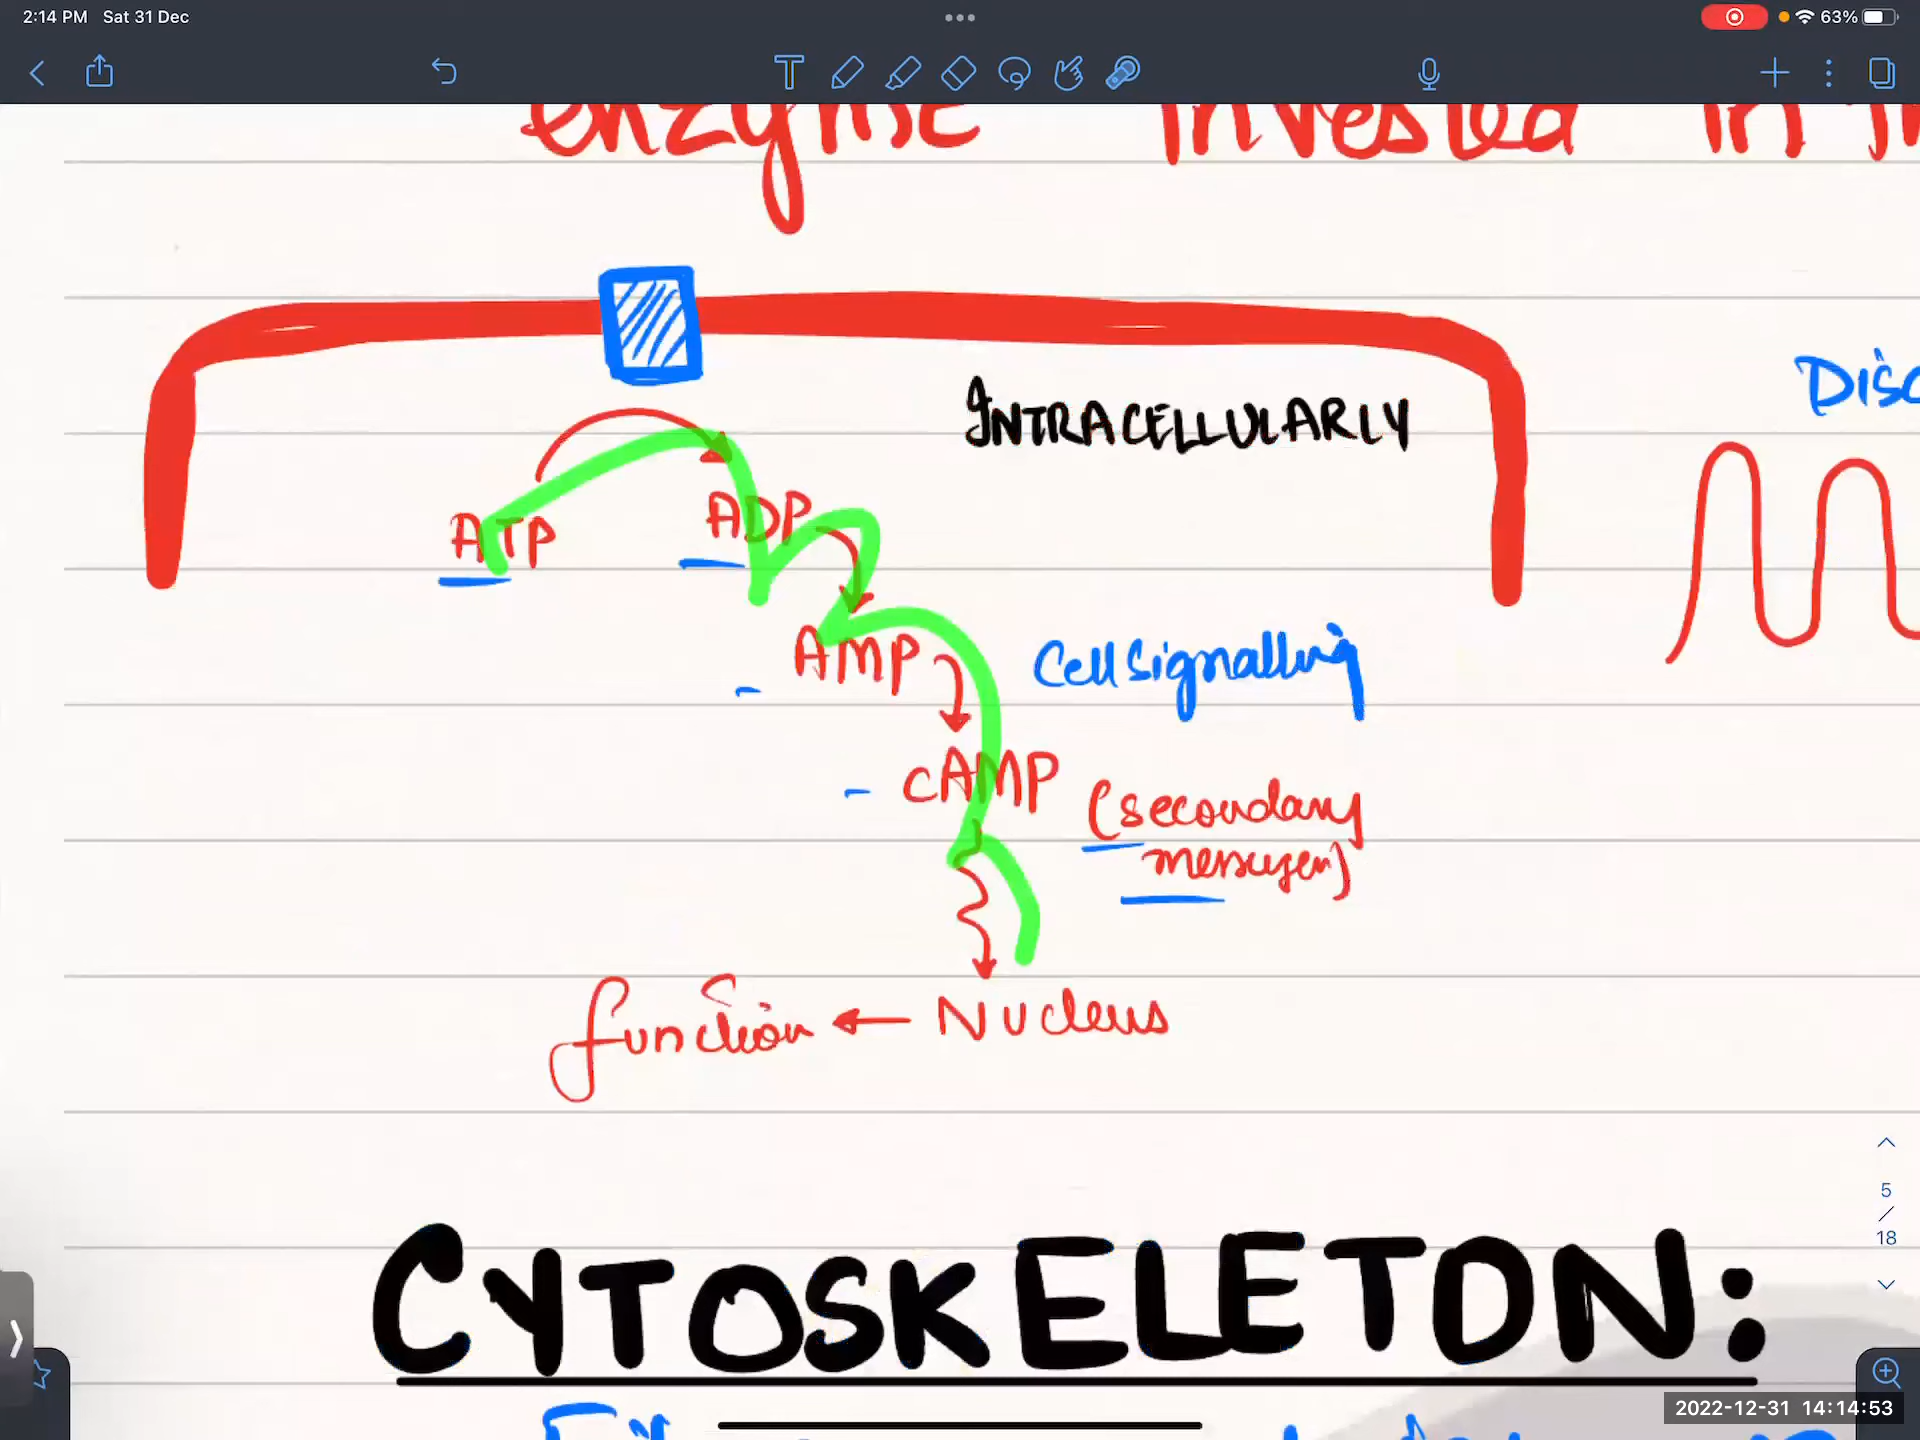 2:14 PM Sat 31 Dec
63%
enzyme invested in
INTRACELLULARLY
DISC
ATP
ADP
AMP
Cell signalling
cAMP
(secondary
messenger)
function ← Nucleus
5
/
18
CYTOSKELETON:
2022-12-31 14:14:53